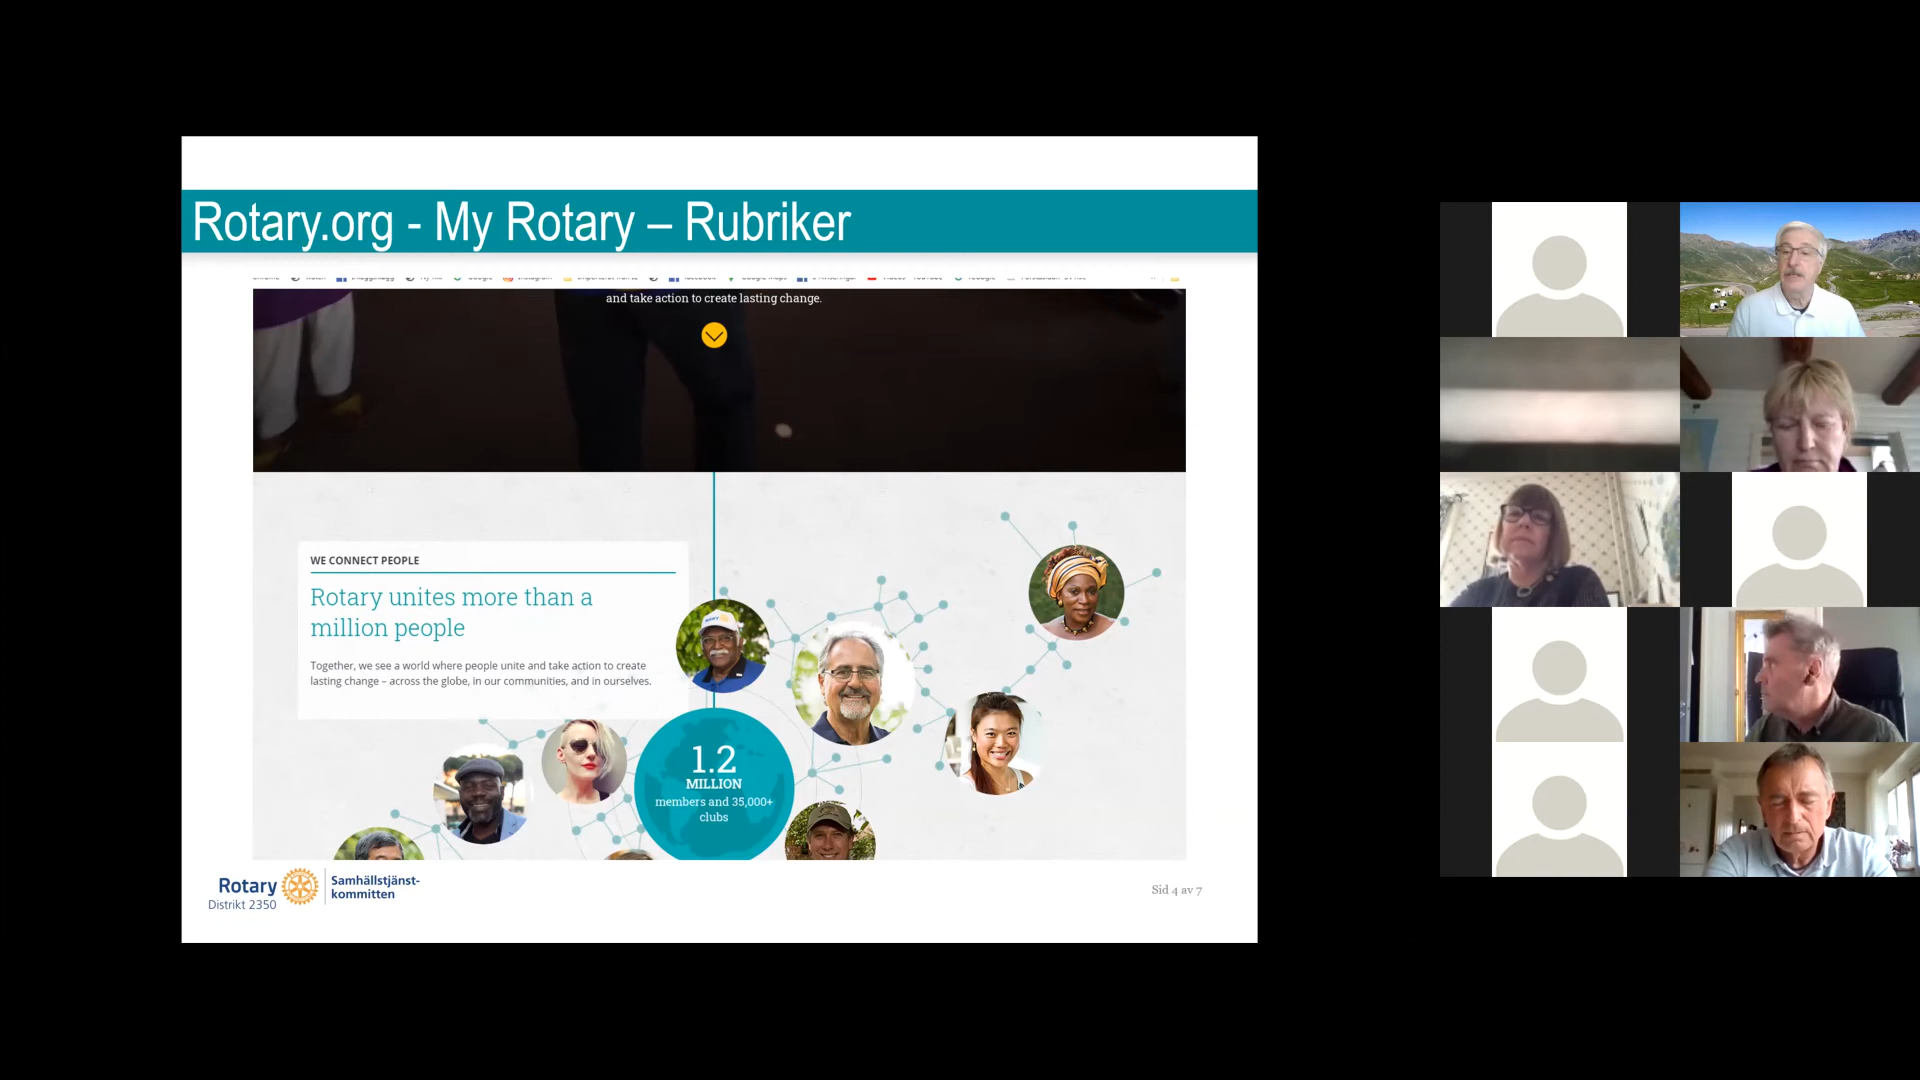 Rotary.org - My Rotary – Rubriker
and take action to create lasting change.
WE CONNECT PEOPLE
Rotary unites more than a
million people
Together, we see a world where people unite and take action to create
lasting change – across the globe, in our communities, and in ourselves.
1.2
MILLION
members and 35,000+
clubs
Rotary
Distrikt 2350
Samhällstjänst-
kommitten
Sid 4 av 7